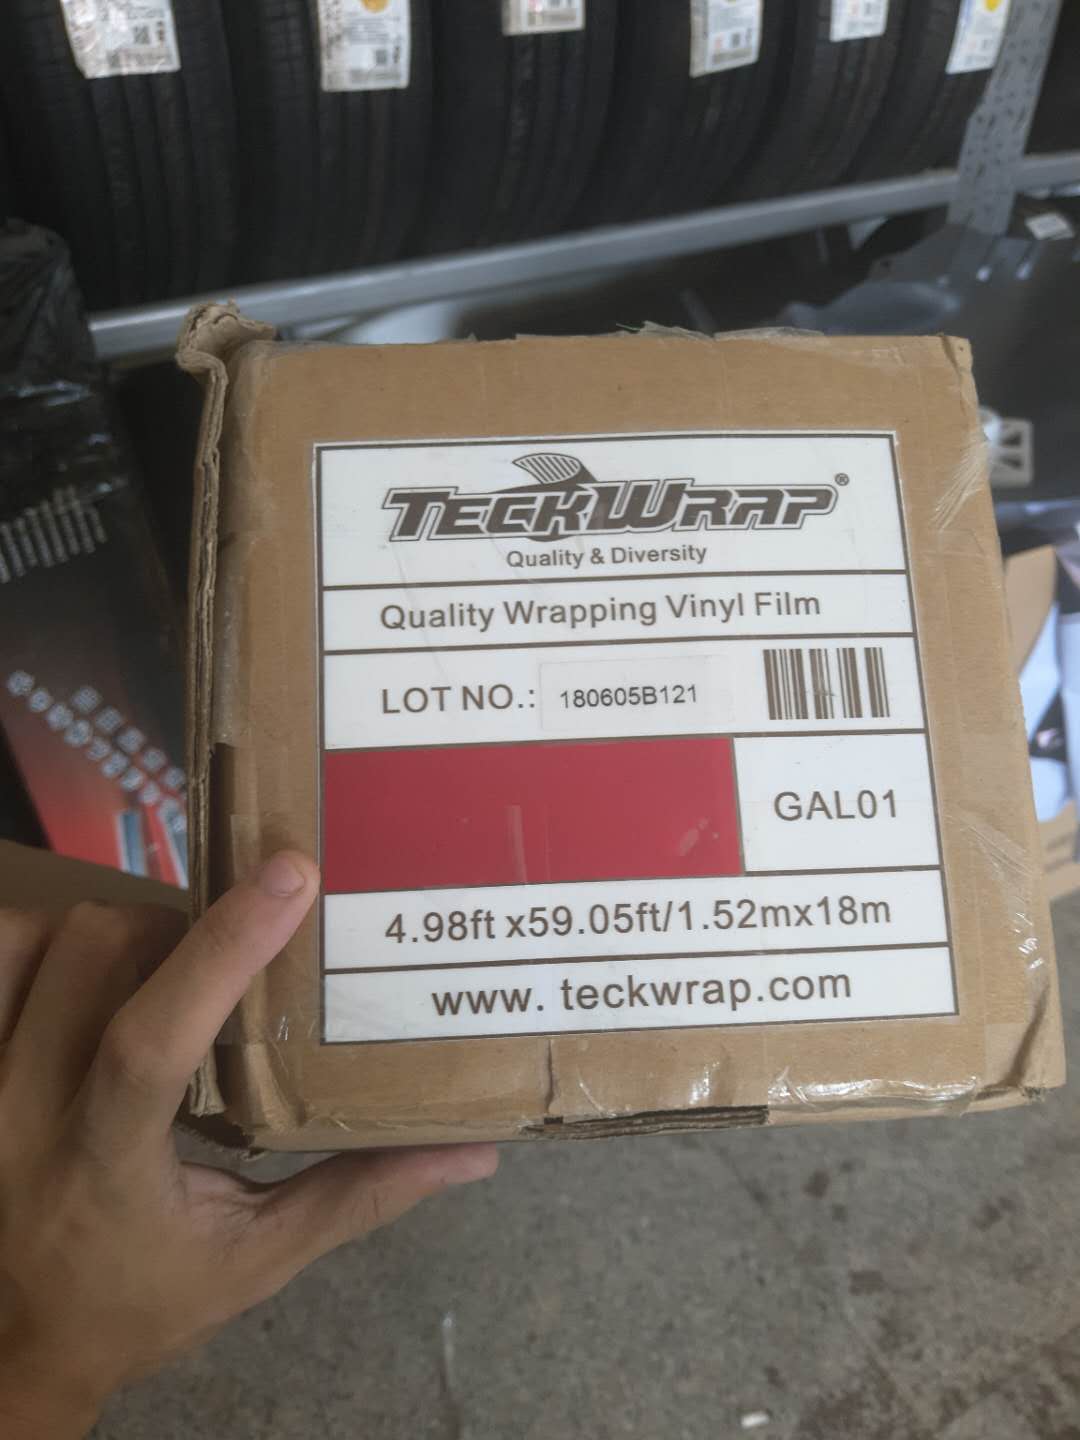 TECKWRAP®
Quality & Diversity
Quality Wrapping Vinyl Film
LOT NO.: 180605B121
GAL01
4.98ft x59.05ft/1.52mx18m
www. teckwrap.com